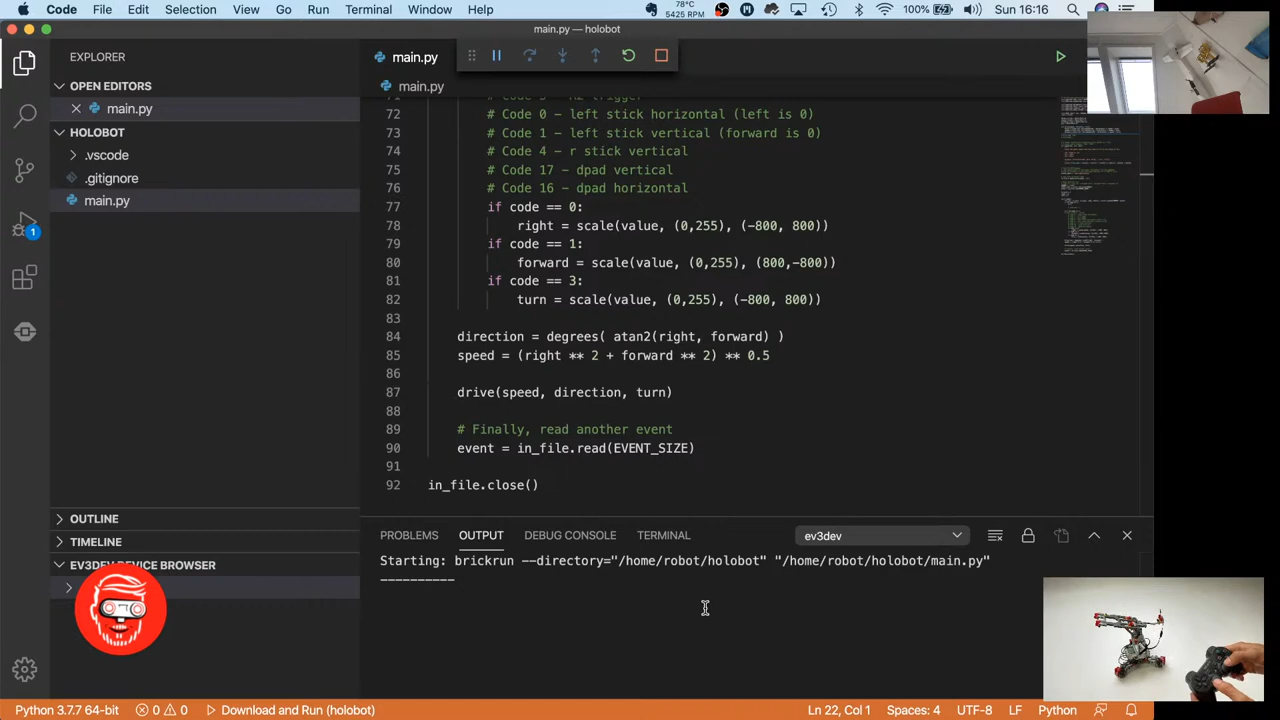 Code File Edit Selection View Go Run Terminal Window Help
78°C
5425 RPM
100%
Sun 16:16
main.py — holobot
EXPLORER
OPEN EDITORS
main.py
HOLOBOT
.vscode
.gitignore
main.py
OUTLINE
TIMELINE
EV3DEV DEVICE BROWSER
1
main.py
main.py
72 # Code 0 - left stick horizontal (left is 0)
73 # Code 1 - left stick vertical (forward is 0)
74 # Code 4 - r stick vertical
75 # Code 17 - dpad vertical
76 # Code 16 - dpad horizontal
77 if code == 0:
78 right = scale(value, (0,255), (-800, 800))
79 if code == 1:
80 forward = scale(value, (0,255), (800,-800))
81 if code == 3:
82 turn = scale(value, (0,255), (-800, 800))
83
84 direction = degrees( atan2(right, forward) )
85 speed = (right ** 2 + forward ** 2) ** 0.5
86
87 drive(speed, direction, turn)
88
89 # Finally, read another event
90 event = in_file.read(EVENT_SIZE)
91
92 in_file.close()
PROBLEMS OUTPUT DEBUG CONSOLE TERMINAL
ev3dev
Starting: brickrun --directory="/home/robot/holobot" "/home/robot/holobot/main.py"
----------
Python 3.7.7 64-bit
0 0
Download and Run (holobot)
Ln 22, Col 1 Spaces: 4 UTF-8 LF Python